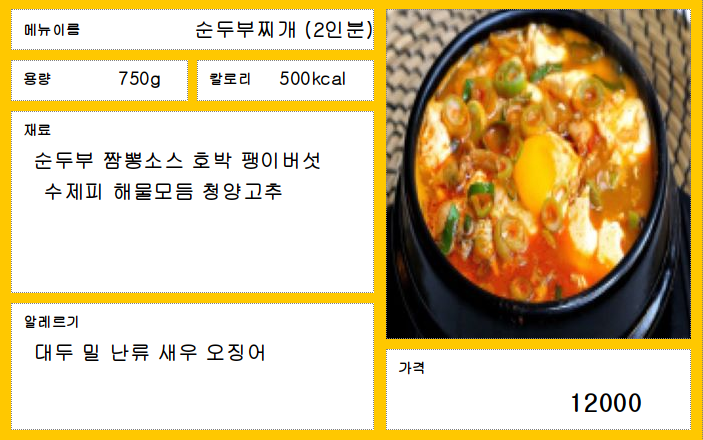 메뉴이름 순두부찌개 (2인분)
용량 750g 칼로리 500kcal
재료
순두부 짬뽕소스 호박 팽이버섯
수제피 해물모듬 청양고추
알레르기
대두 밀 난류 새우 오징어
가격
12000